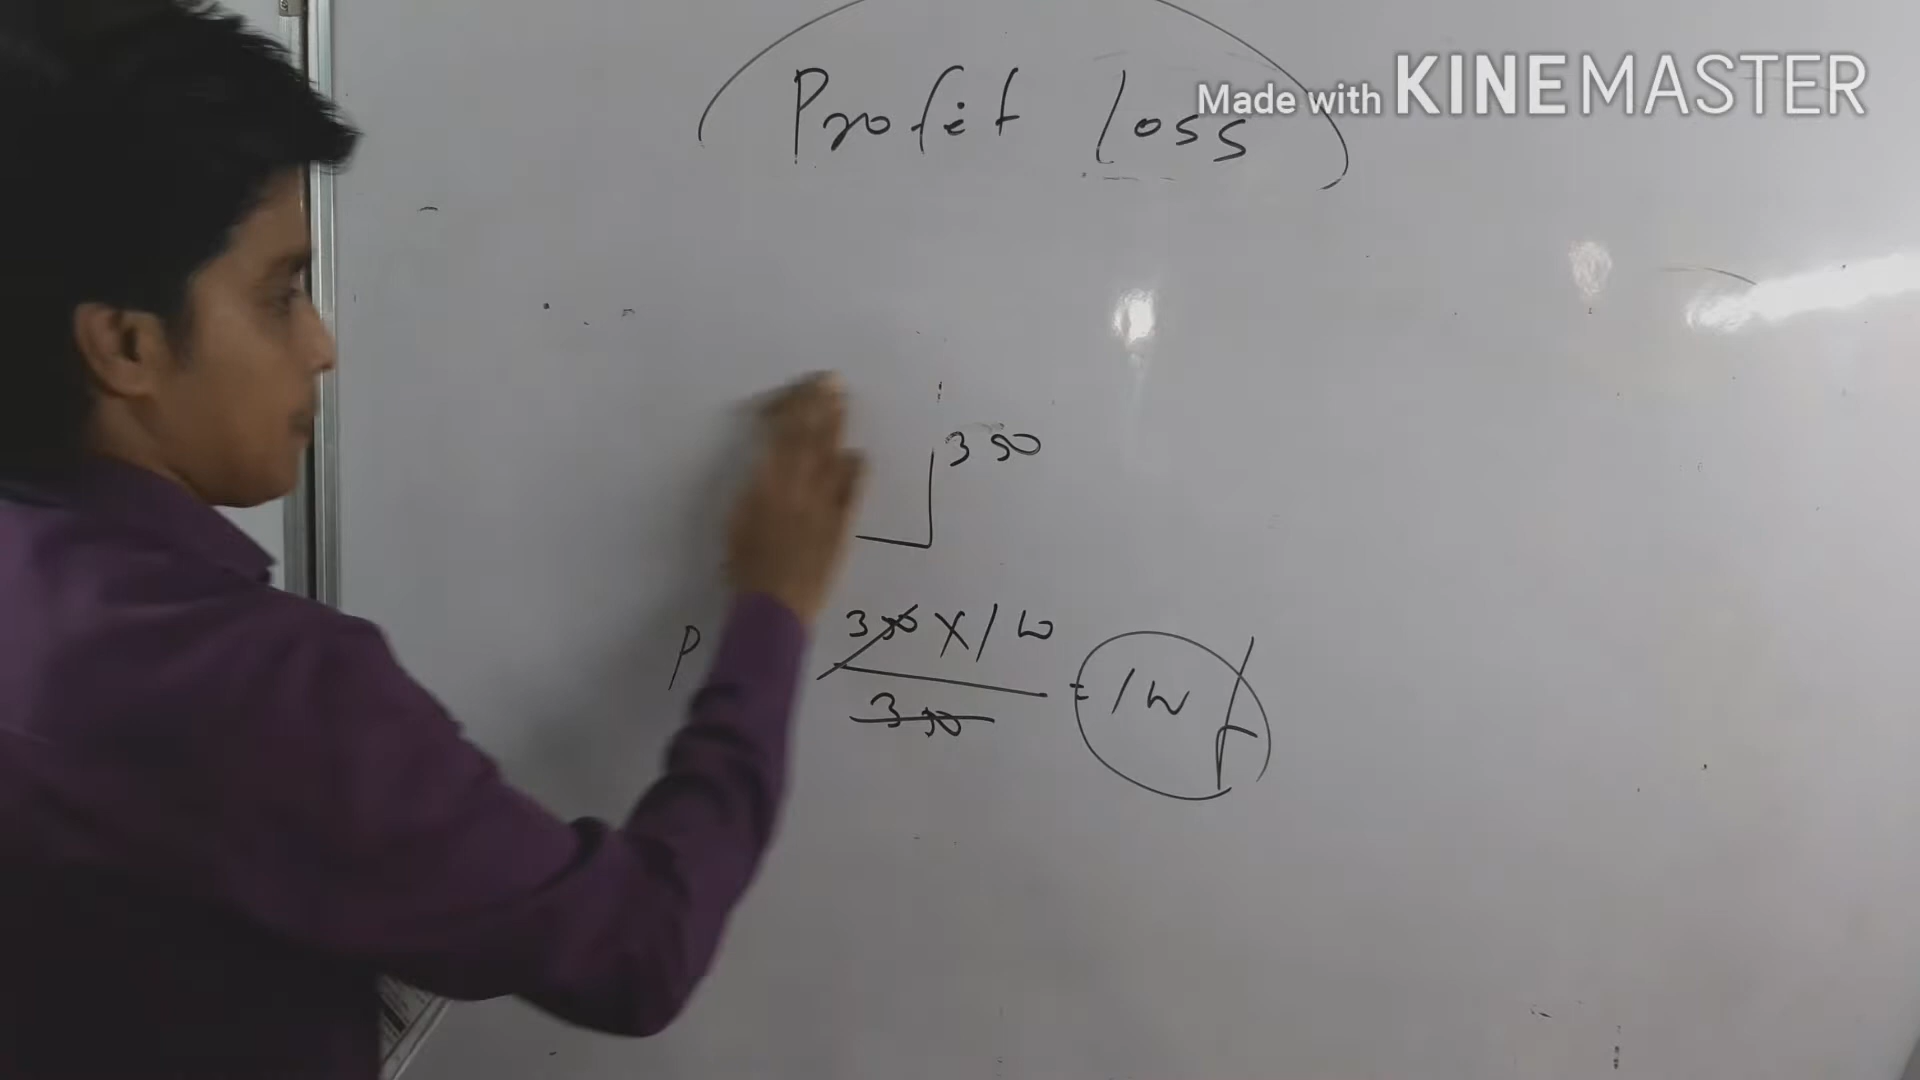 Profit loss
Made with KINEMASTER
350
P 350 X 100
350
= 100